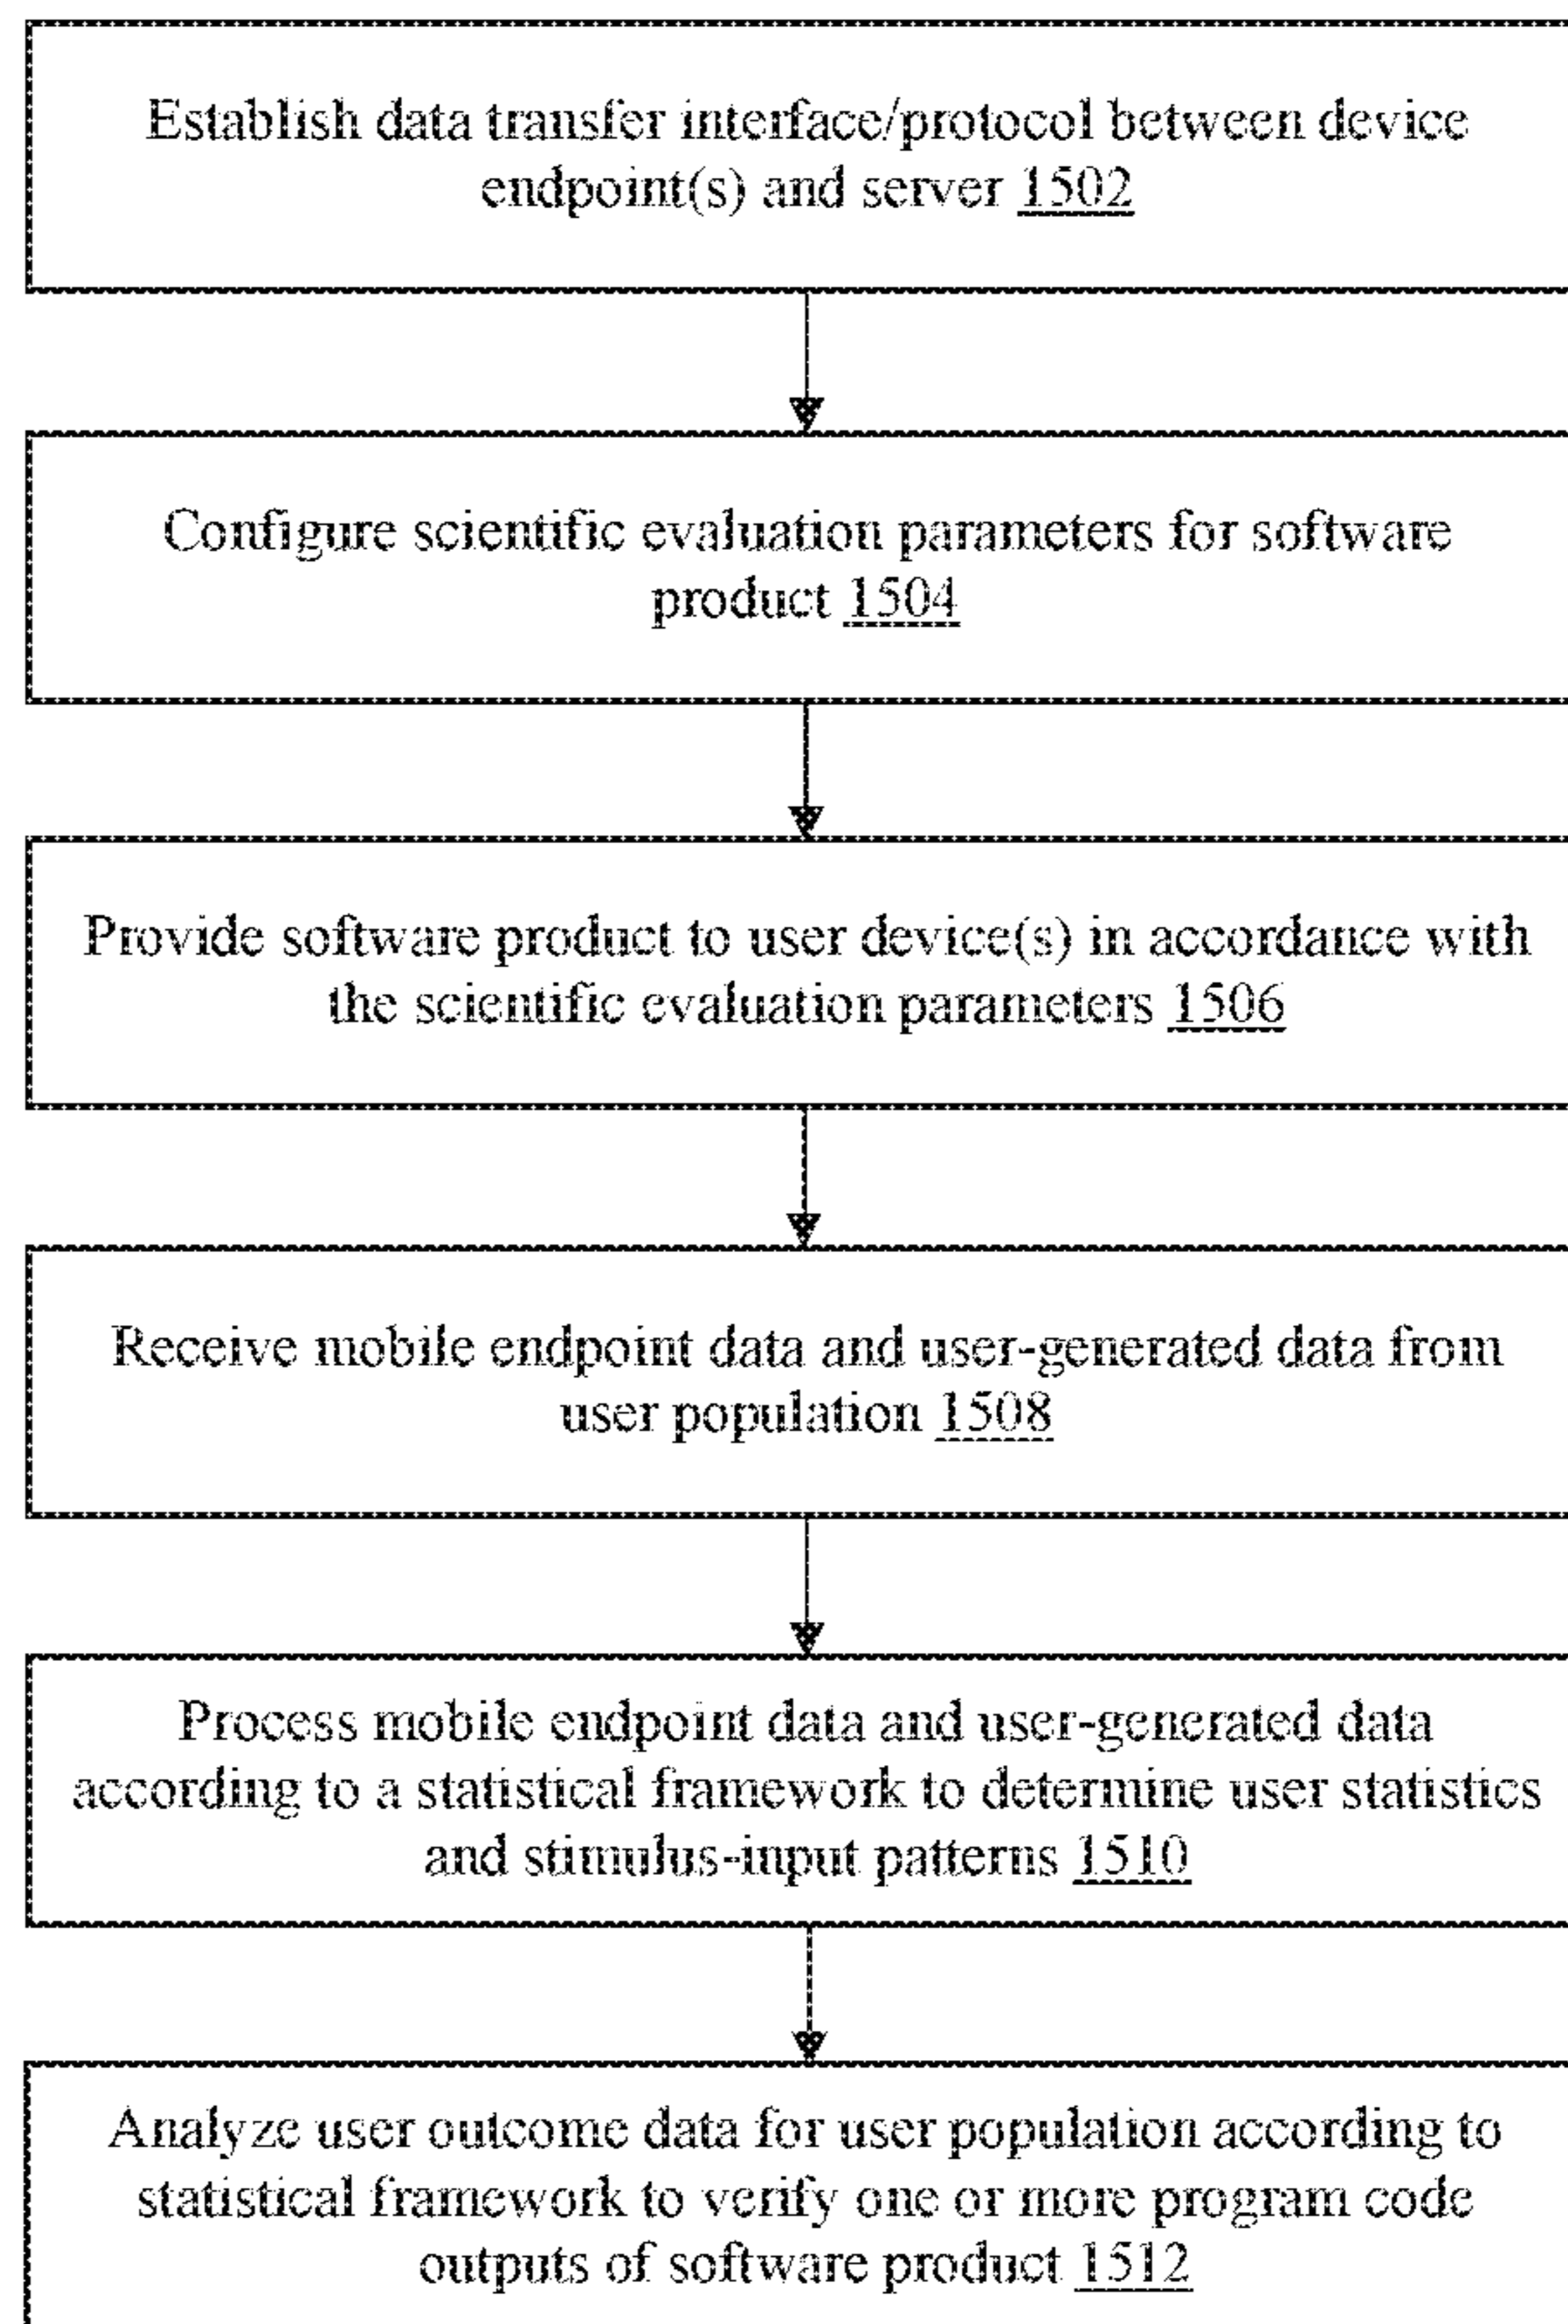 Establish data transfer interface/protocol between device
endpoint(s) and server 1502
Configure scientific evaluation parameters for software
product 1504
Provide software product to user device(s) in accordance with
the scientific evaluation parameters 1506
Receive mobile endpoint data and user-generated data from
user population 1508
Process mobile endpoint data and user-generated data
according to a statistical framework to determine user statistics
and stimulus-input patterns 1510
Analyze user outcome data for user population according to
statistical framework to verify one or more program code
outputs of software product 1512